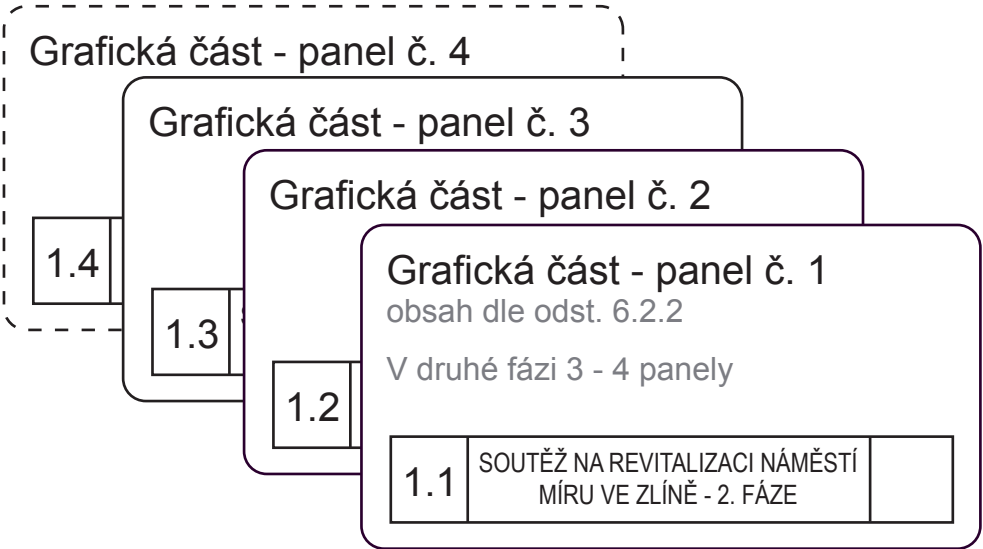 Grafická část - panel č. 4
Grafická část - panel č. 3
Grafická část - panel č. 2
Grafická část - panel č. 1
obsah dle odst. 6.2.2
V druhé fázi 3 - 4 panely
1.4
1.3
1.2
1.1
SOUTĚŽ NA REVITALIZACI NÁMĚSTÍ
MÍRU VE ZLÍNĚ - 2. FÁZE